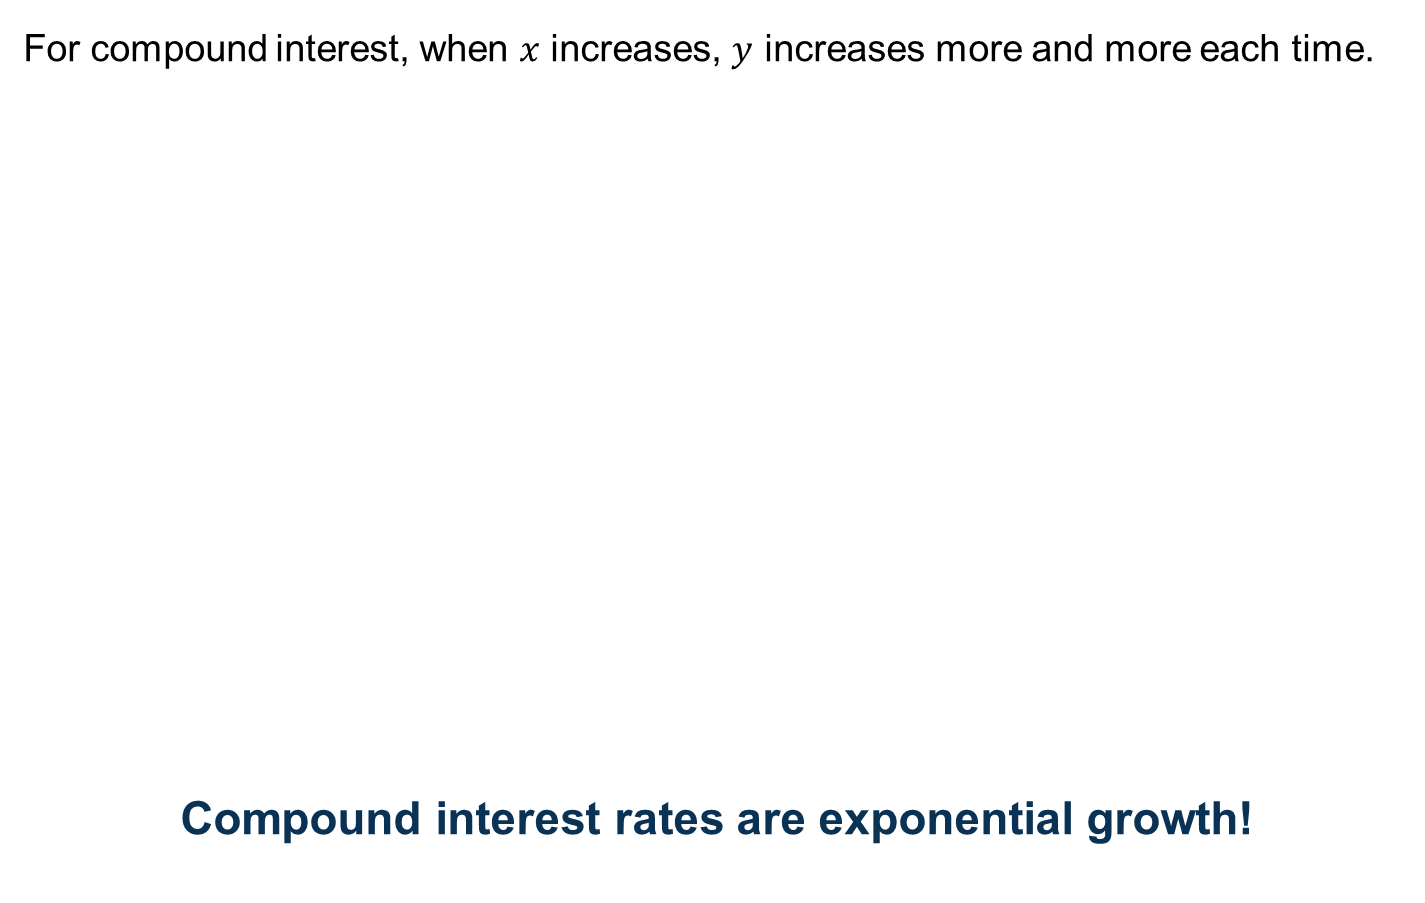 For compound interest, when 𝑥 increases, 𝑦 increases more and more each time.
Compound interest rates are exponential growth!